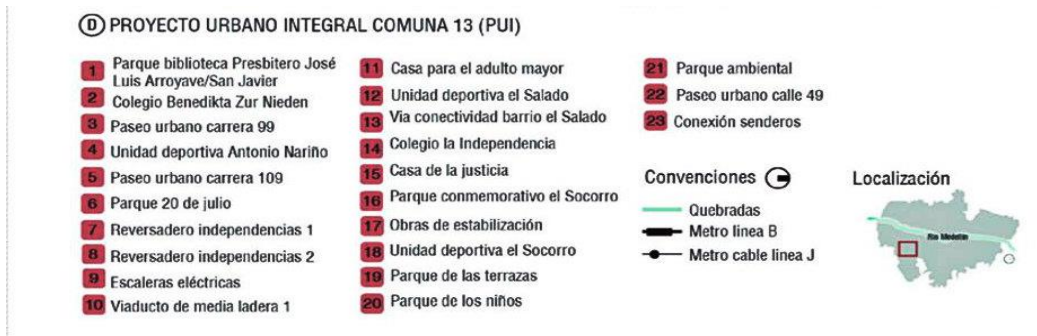 D PROYECTO URBANO INTEGRAL COMUNA 13 (PUI)
1 Parque biblioteca Presbitero José
Luis Arroyave/San Javier
2 Colegio Benedikta Zur Nieden
3 Paseo urbano carrera 99
4 Unidad deportiva Antonio Nariño
5 Paseo urbano carrera 109
6 Parque 20 de julio
7 Reversadero independencias 1
8 Reversadero independencias 2
9 Escaleras eléctricas
10 Viaducto de media ladera 1
11 Casa para el adulto mayor
12 Unidad deportiva el Salado
13 Via conectividad barrio el Salado
14 Colegio la Independencia
15 Casa de la justicia
16 Parque conmemorativo el Socorro
17 Obras de estabilización
18 Unidad deportiva el Socorro
19 Parque de las terrazas
20 Parque de los niños
21 Parque ambiental
22 Paseo urbano calle 49
23 Conexión senderos
Convenciones
Quebradas
Metro linea B
Metro cable linea J
Localización
Rio Medellin